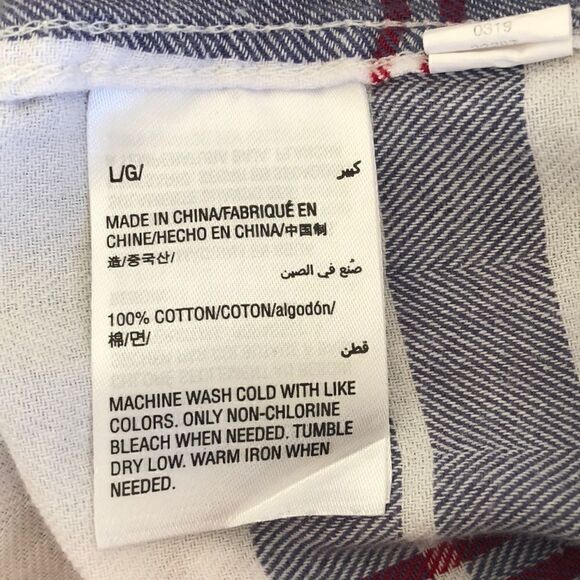 0319
L/G/
كبير
MADE IN CHINA/FABRIQUÉ EN
CHINE/HECHO EN CHINA/中国制
造/중국산/
صُنع في الصين
100% COTTON/COTON/algodón/
棉/면/
قطن
MACHINE WASH COLD WITH LIKE
COLORS. ONLY NON-CHLORINE
BLEACH WHEN NEEDED. TUMBLE
DRY LOW. WARM IRON WHEN
NEEDED.